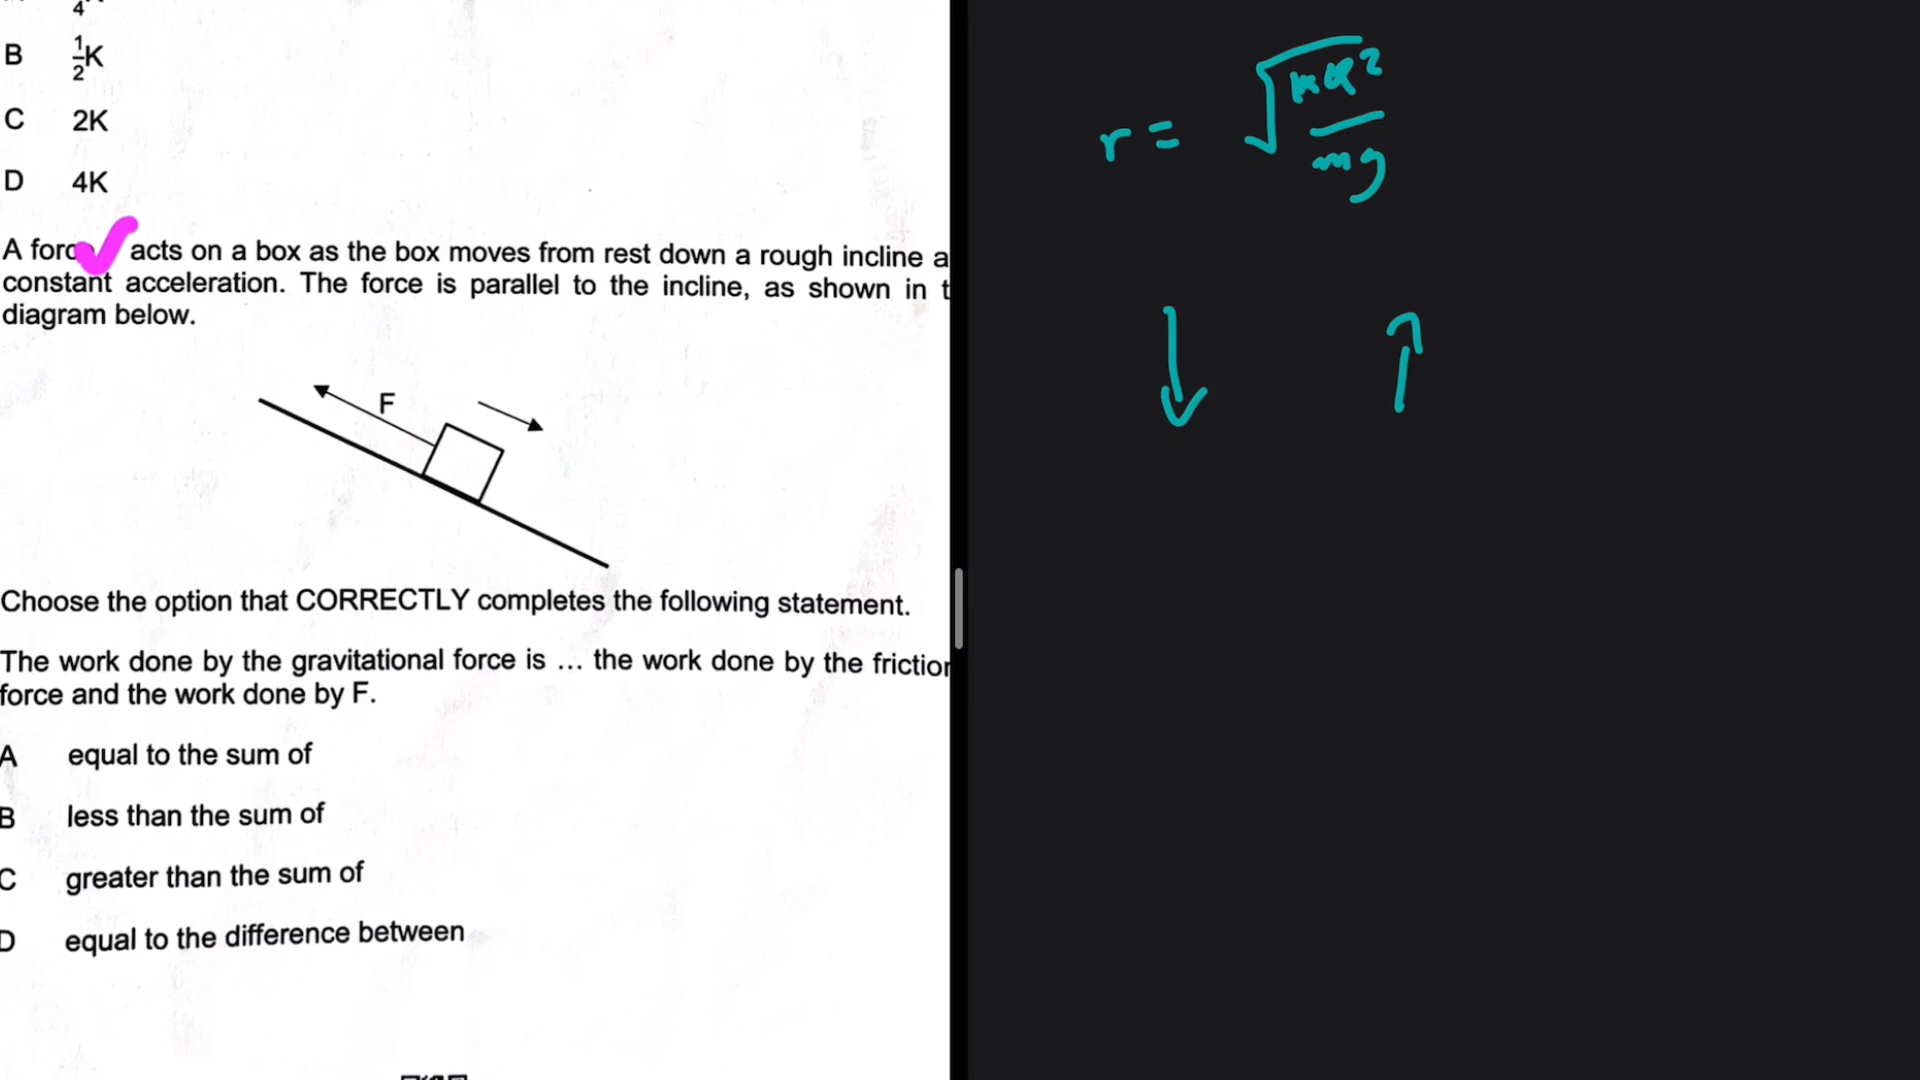 4
B ½K
C 2K
D 4K
A acts on a box as the box moves from rest down a rough incline
constant acceleration. The force is parallel to the incline, as shown in
diagram below.
F
Choose the option that CORRECTLY completes the following statement.
The work done by the gravitational force is ... the work done by the
force and the work done by F.
A equal to the sum of
B less than the sum of
C greater than the sum of
D equal to the difference between
r =
mg